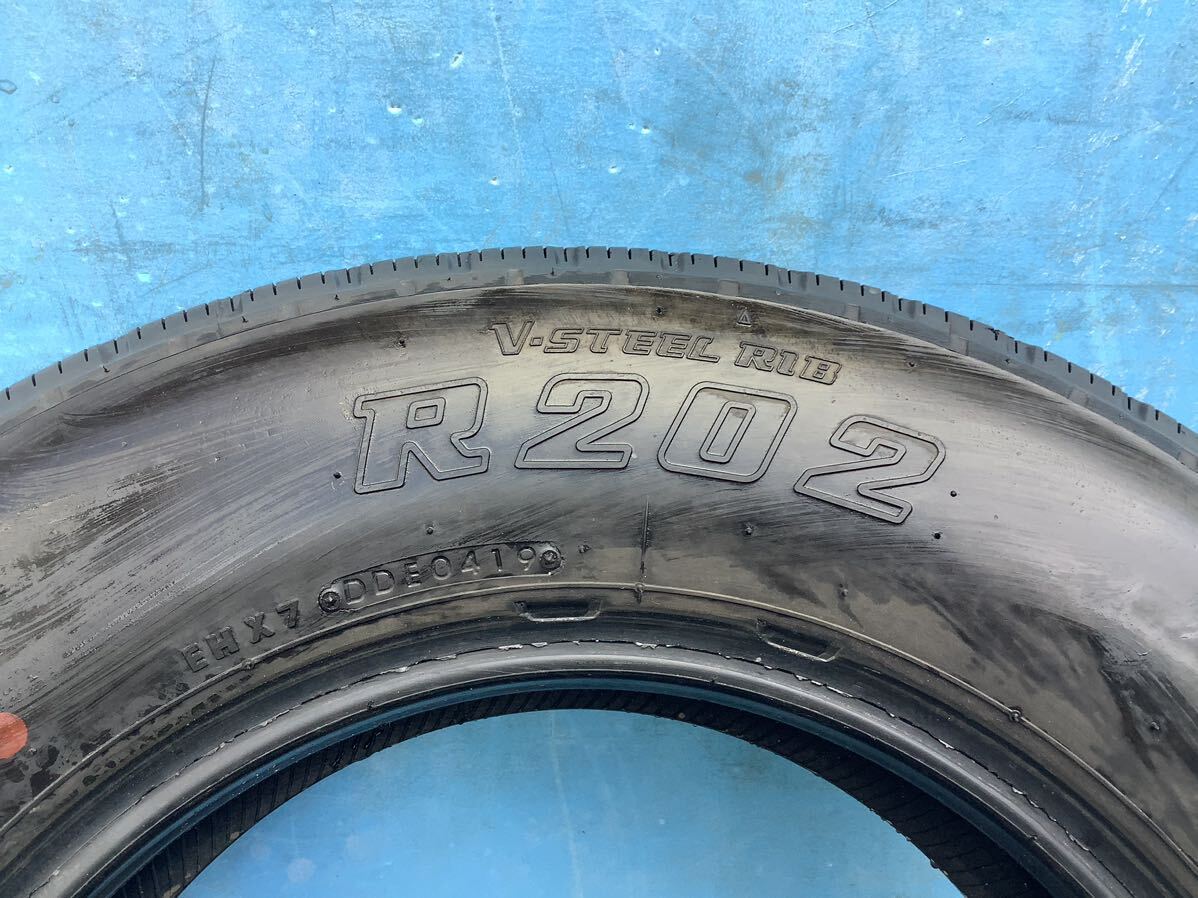 V-STEEL RIB
R202
EHX7 DDE0419